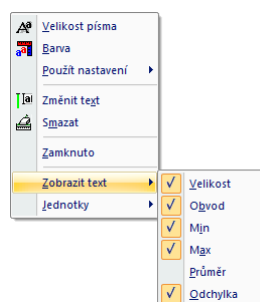 Velikost písma
Barva
Použít nastavení
Změnit text
Smazat
Zamknuto
Zobrazit text
Jednotky
Velikost
Obvod
Min
Max
Průměr
Odchylka